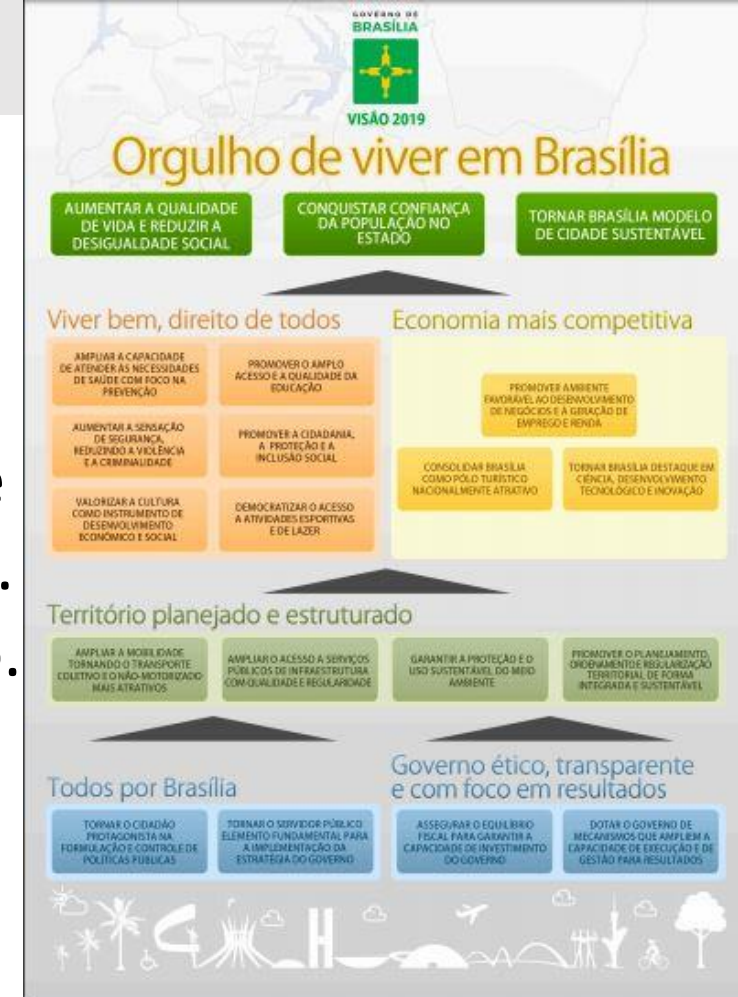 GOVERNO DE
BRASÍLIA
VISÃO 2019
Orgulho de viver em Brasília
AUMENTAR A QUALIDADE
DE VIDA E REDUZIR A
DESIGUALDADE SOCIAL
CONQUISTAR CONFIANÇA
DA POPULAÇÃO NO
ESTADO
TORNAR BRASÍLIA MODELO
DE CIDADE SUSTENTÁVEL
Viver bem, direito de todos
AMPLIAR A CAPACIDADE
DE ATENDER ÀS NECESSIDADES
DE SAÚDE COM FOCO NA
PREVENÇÃO
PROMOVER O AMPLO
ACESSO E A QUALIDADE DA
EDUCAÇÃO
AUMENTAR A SENSAÇÃO
DE SEGURANÇA,
REDUZINDO A VIOLÊNCIA
E A CRIMINALIDADE
PROMOVER A CIDADANIA,
A PROTEÇÃO E A
INCLUSÃO SOCIAL
VALORIZAR A CULTURA
COMO INSTRUMENTO DE
DESENVOLVIMENTO
ECONÔMICO E SOCIAL
DEMOCRATIZAR O ACESSO
A ATIVIDADES ESPORTIVAS
E DE LAZER
Economia mais competitiva
PROMOVER AMBIENTE
FAVORÁVEL AO DESENVOLVIMENTO
DE NEGÓCIOS E À GERAÇÃO DE
EMPREGO E RENDA
CONSOLIDAR BRASÍLIA
COMO PÓLO TURÍSTICO
NACIONALMENTE ATRATIVO
TORNAR BRASÍLIA DESTAQUE EM
CIÊNCIA, DESENVOLVIMENTO
TECNOLÓGICO E INOVAÇÃO
e
.
.
Território planejado e estruturado
AMPLIAR A MOBILIDADE
TORNANDO O TRANSPORTE
COLETIVO E O NÃO-MOTORIZADO
MAIS ATRATIVOS
AMPLIAR O ACESSO A SERVIÇOS
PÚBLICOS DE INFRAESTRUTURA
COM QUALIDADE E REGULARIDADE
GARANTIR A PROTEÇÃO E O
USO SUSTENTÁVEL DO MEIO
AMBIENTE
PROMOVER O PLANEJAMENTO,
ORDENAMENTO E REGULARIZAÇÃO
TERRITORIAL DE FORMA
INTEGRADA E SUSTENTÁVEL
Todos por Brasília
TORNAR O CIDADÃO
PROTAGONISTA NA
FORMULAÇÃO E CONTROLE DE
POLÍTICAS PÚBLICAS
TORNAR O SERVIDOR PÚBLICO
ELEMENTO FUNDAMENTAL PARA
A IMPLEMENTAÇÃO DA
ESTRATÉGIA DO GOVERNO
Governo ético, transparente
e com foco em resultados
ASSEGURAR O EQUILÍBRIO
FISCAL PARA GARANTIR A
CAPACIDADE DE INVESTIMENTO
DO GOVERNO
DOTAR O GOVERNO DE
MECANISMOS QUE AMPLIEM A
CAPACIDADE DE EXECUÇÃO E DE
GESTÃO PARA RESULTADOS